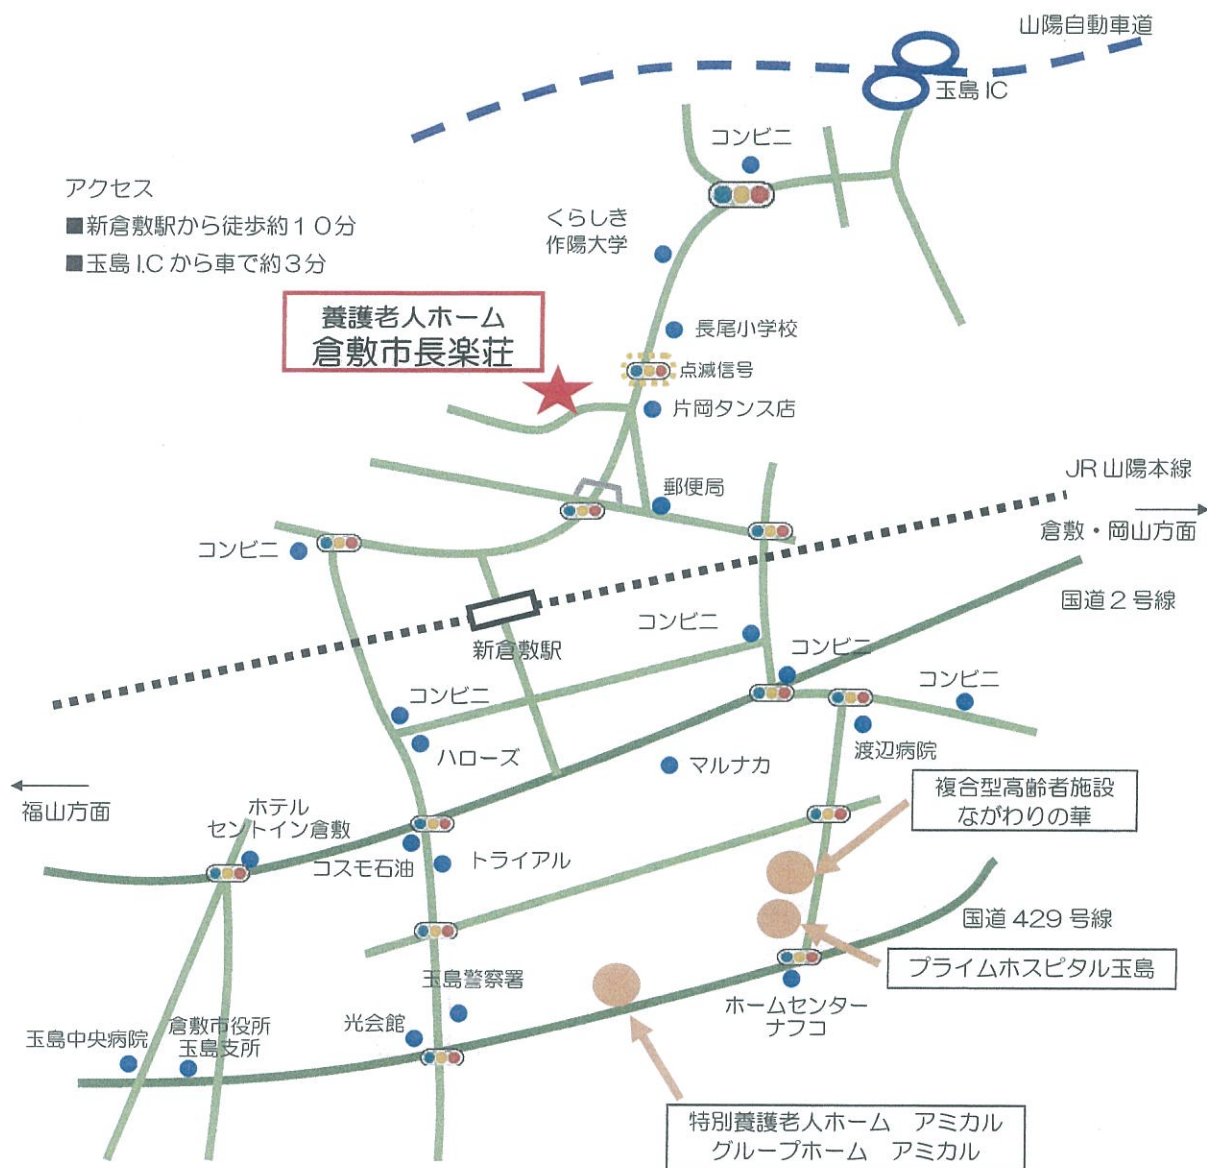 山陽自動車道
玉島IC
コンビニ
アクセス
■新倉敷駅から徒歩約１０分
■玉島I.Cから車で約３分
くらしき
作陽大学
養護老人ホーム
倉敷市長楽荘
長尾小学校
点滅信号
片岡タンス店
JR山陽本線
郵便局
倉敷・岡山方面
コンビニ
国道２号線
コンビニ
新倉敷駅
コンビニ
コンビニ
コンビニ
渡辺病院
ハローズ
マルナカ
複合型高齢者施設
ながわりの華
福山方面
ホテル
セントイン倉敷
コスモ石油
トライアル
国道429号線
プライムホスピタル玉島
玉島警察署
ホームセンター
ナフコ
光会館
倉敷市役所
玉島支所
玉島中央病院
特別養護老人ホーム　アミカル
グループホーム　アミカル